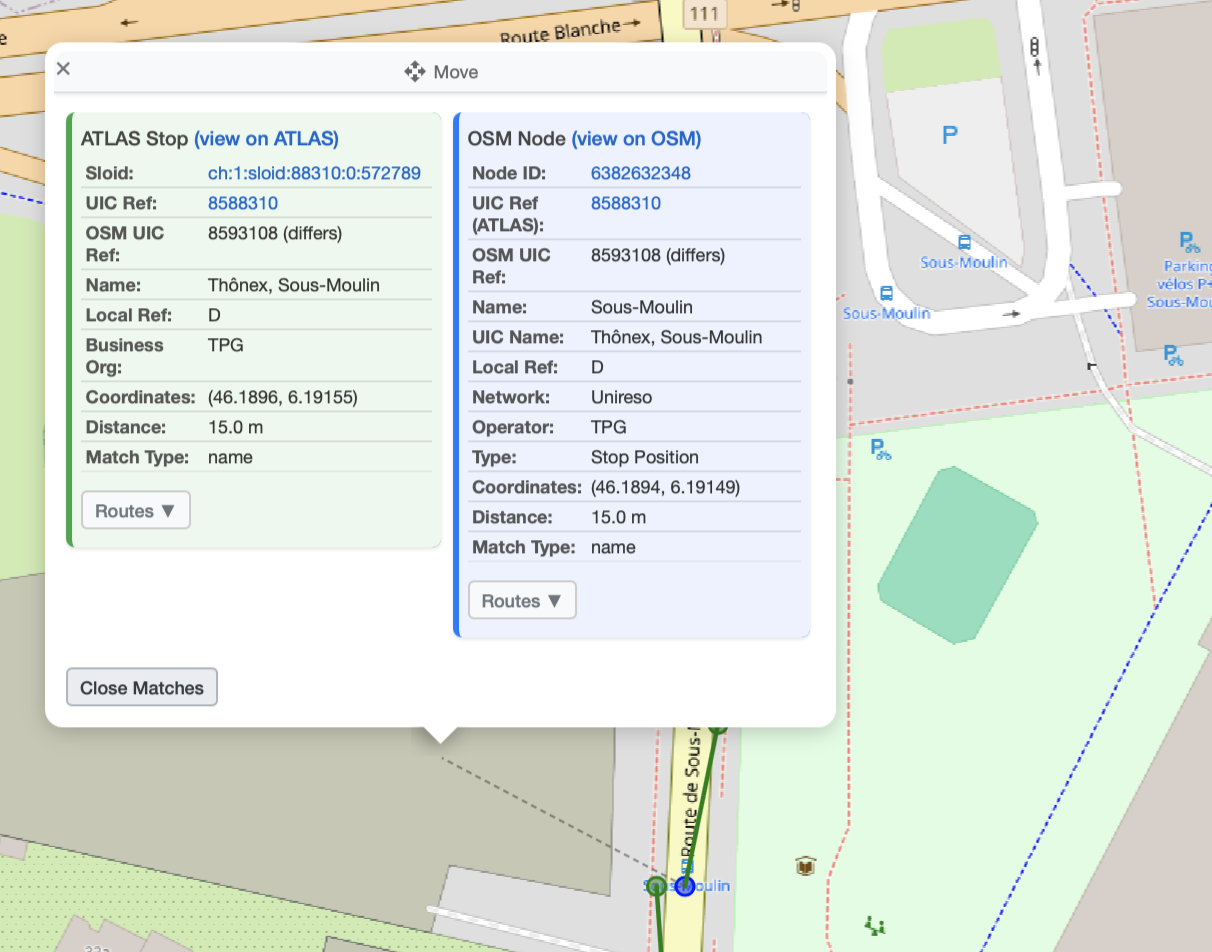 e
Route Blanche
111
Move
ATLAS Stop (view on ATLAS)
Sloid: ch:1:sloid:88310:0:572789
UIC Ref: 8588310
OSM UIC 8593108 (differs)
Ref:
Name: Thônex, Sous-Moulin
Local Ref: D
Business TPG
Org:
Coordinates: (46.1896, 6.19155)
Distance: 15.0 m
Match Type: name
Routes ▼
OSM Node (view on OSM)
Node ID: 6382632348
UIC Ref 8588310
(ATLAS):
OSM UIC 8593108 (differs)
Ref:
Name: Sous-Moulin
UIC Name: Thônex, Sous-Moulin
Local Ref: D
Network: Unireso
Operator: TPG
Type: Stop Position
Coordinates: (46.1894, 6.19149)
Distance: 15.0 m
Match Type: name
Routes ▼
Close Matches
P
Sous-Moulin
Sous-Moulin
P
Parkin
vélos P+
Sous-Mou
P
P
Route de Sous-M
Sous-Moulin
33a